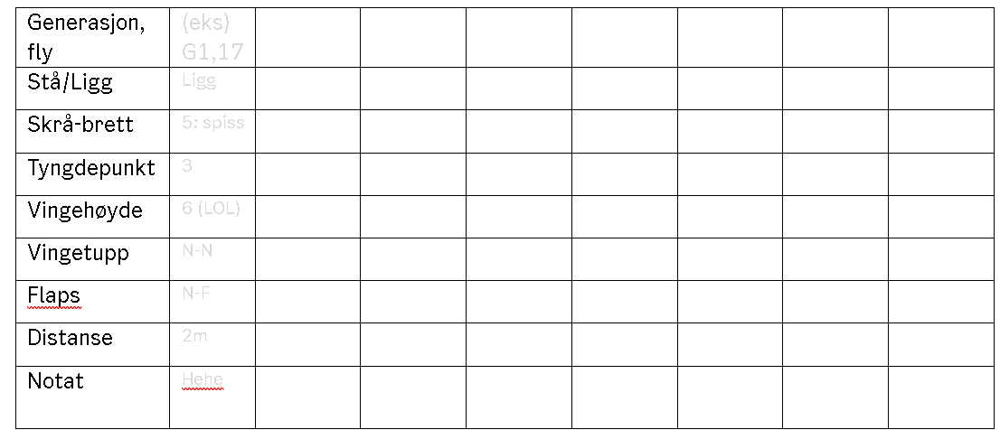 Generasjon, (eks)
fly G1,17
Stå/Ligg Ligg
Skrå-brett 5: spiss
Tyngdepunkt 3
Vingehøyde 6 (LOL)
Vingetupp N-N
Flaps N-F
Distanse 2m
Notat Hehe